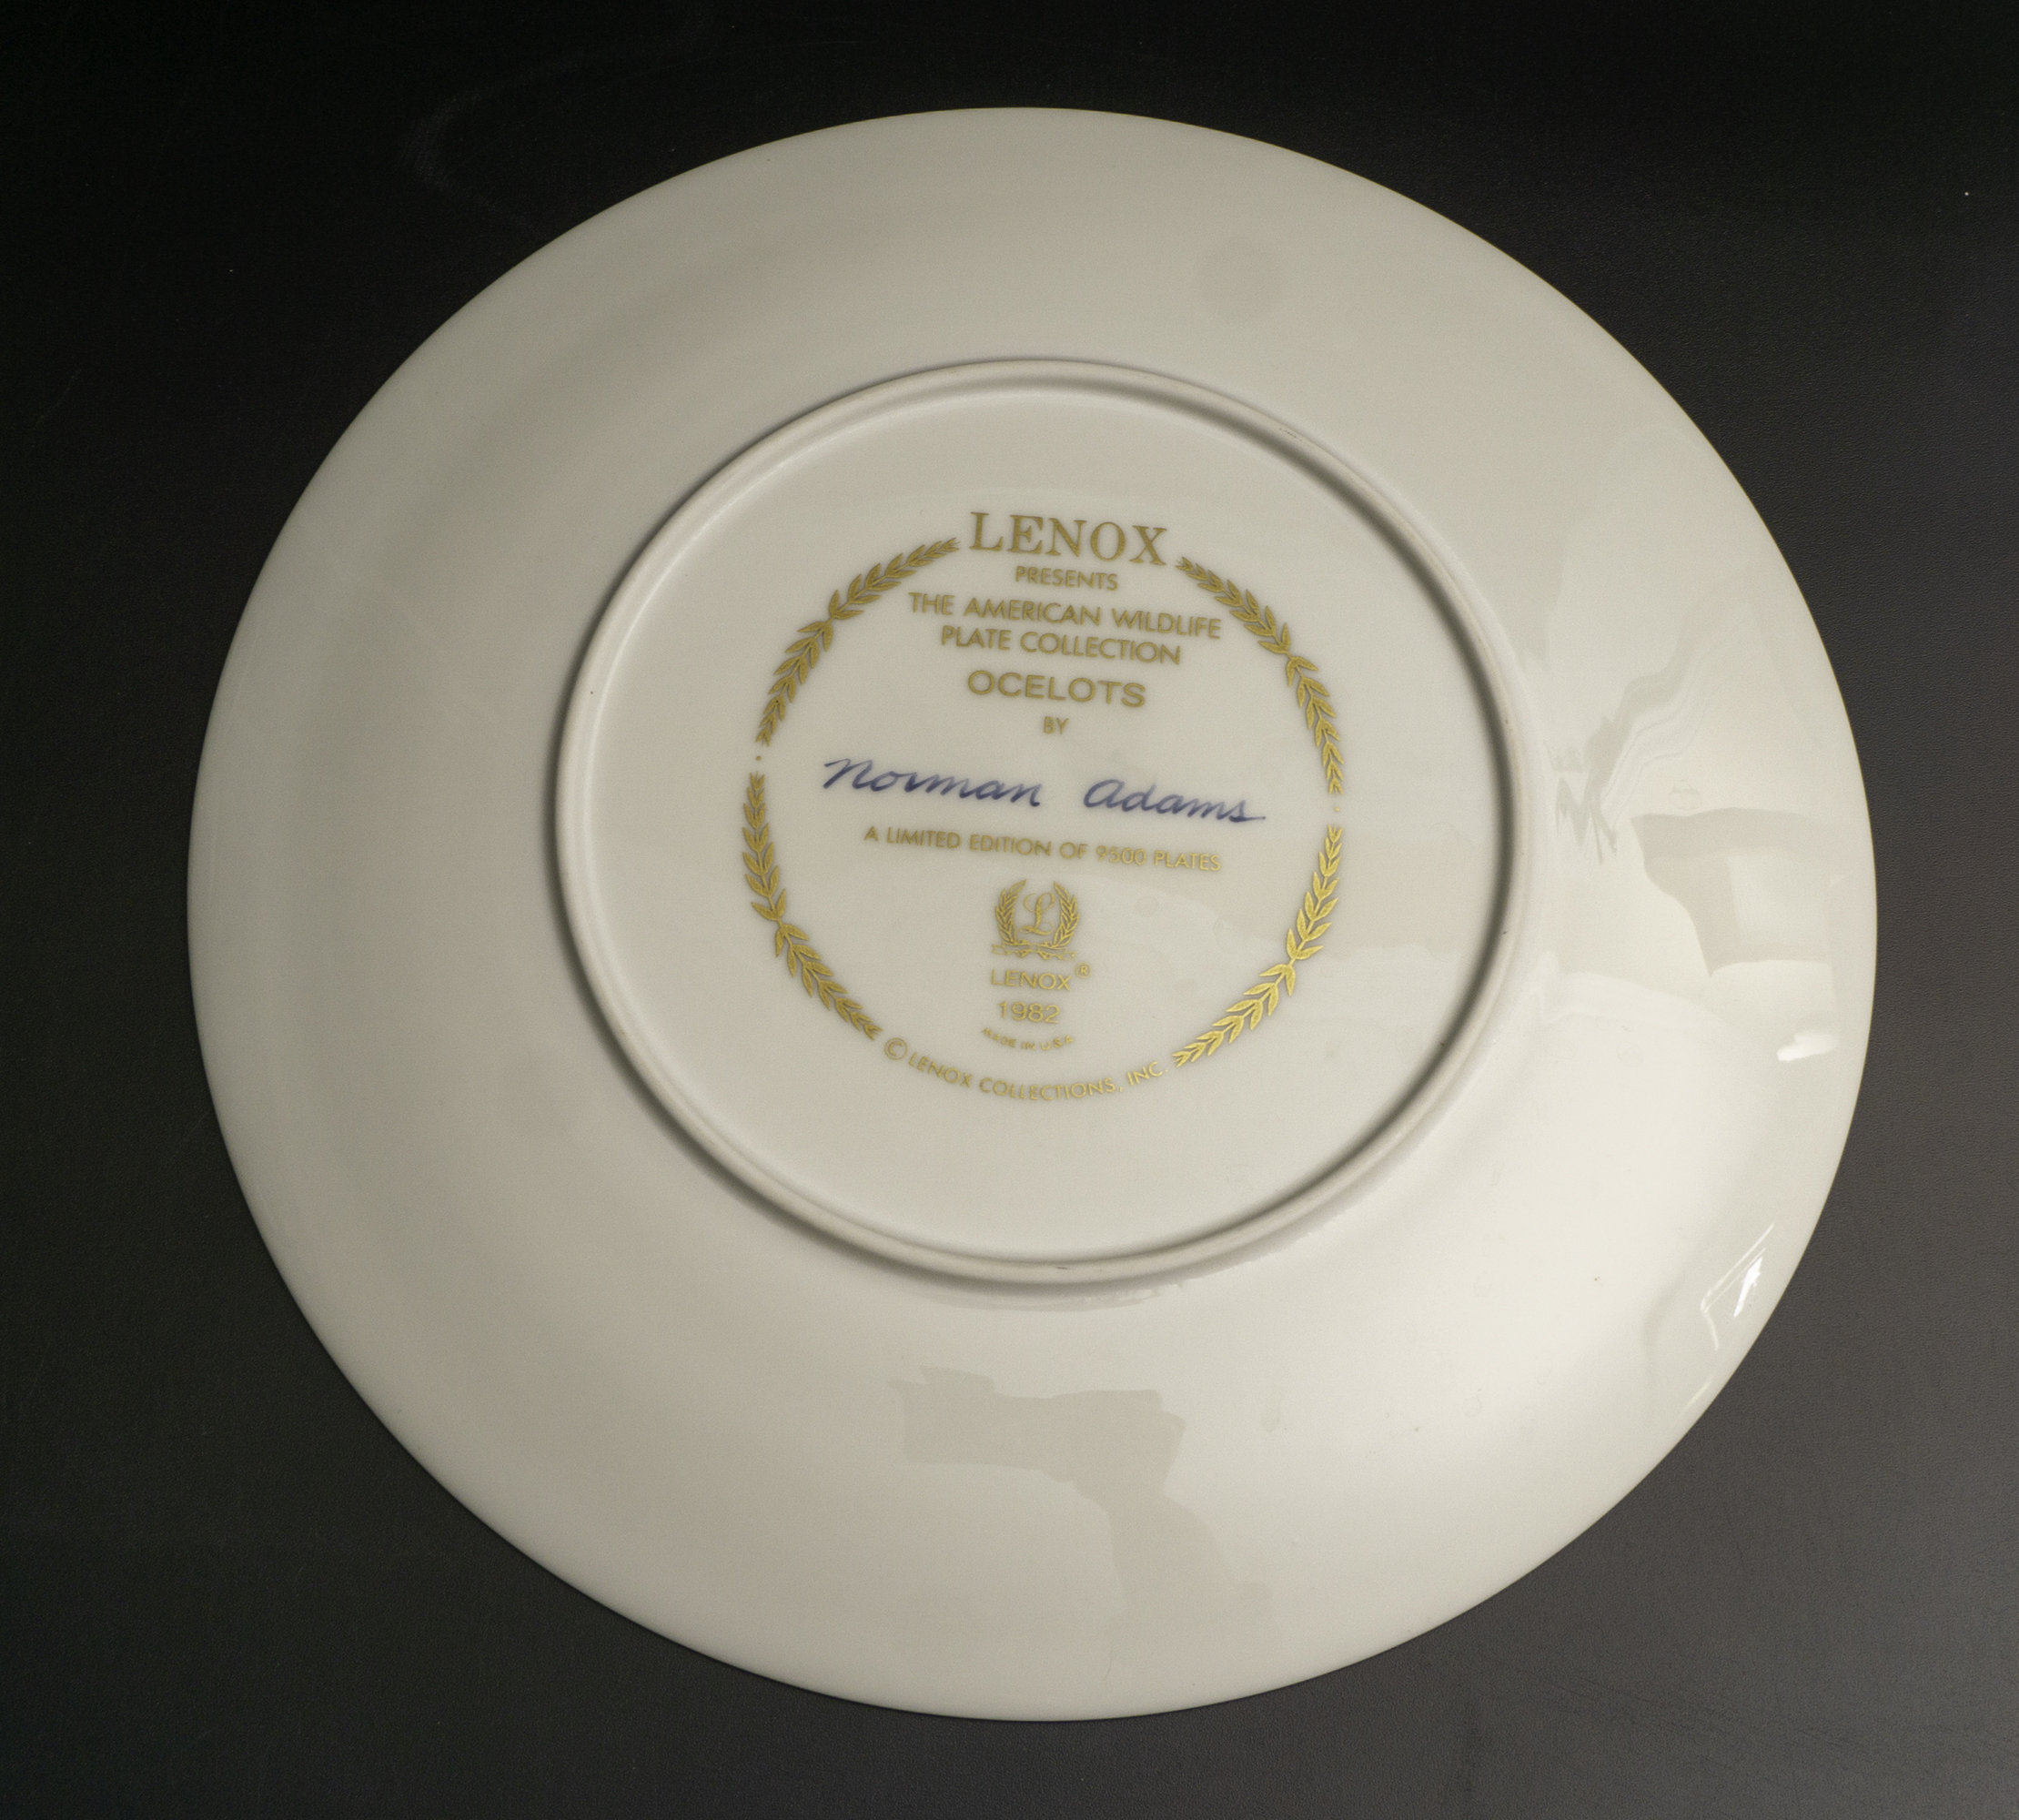 LENOX
PRESENTS
THE AMERICAN WILDLIFE
PLATE COLLECTION
OCELOTS
BY
Norman Adams
A LIMITED EDITION OF 9500 PLATES
L
LENOX®
1982
MADE IN U.S.A.
© LENOX COLLECTIONS, INC.